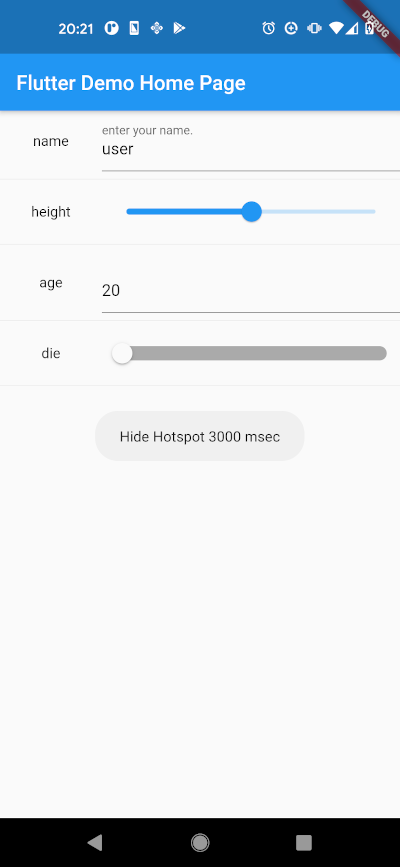 20:21
DEBUG
Flutter Demo Home Page
name
enter your name.
user
height
age
20
die
Hide Hotspot 3000 msec